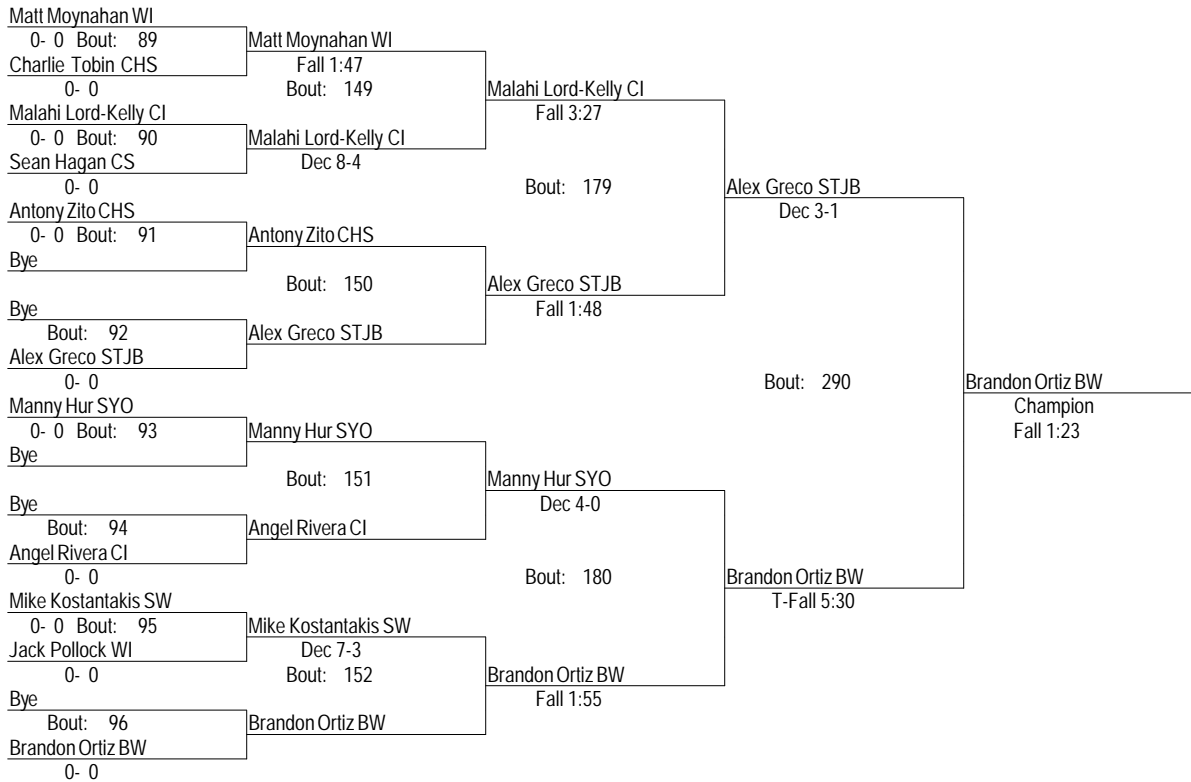 Matt Moynahan WI
0- 0 Bout: 89
Matt Moynahan WI
Charlie Tobin CHS
Fall 1:47
0- 0
Bout: 149
Malahi Lord-Kelly CI
Malahi Lord-Kelly CI
Fall 3:27
0- 0 Bout: 90
Malahi Lord-Kelly CI
Sean Hagan CS
Dec 8-4
0- 0
Bout: 179
Alex Greco STJB
Antony Zito CHS
Dec 3-1
0- 0 Bout: 91
Antony Zito CHS
Bye
Bout: 150
Alex Greco STJB
Bye
Fall 1:48
Bout: 92
Alex Greco STJB
Alex Greco STJB
0- 0
Bout: 290
Brandon Ortiz BW
Manny Hur SYO
Champion
0- 0 Bout: 93
Manny Hur SYO
Fall 1:23
Bye
Bout: 151
Manny Hur SYO
Bye
Dec 4-0
Bout: 94
Angel Rivera CI
Angel Rivera CI
0- 0
Bout: 180
Brandon Ortiz BW
Mike Kostantakis SW
T-Fall 5:30
0- 0 Bout: 95
Mike Kostantakis SW
Jack Pollock WI
Dec 7-3
0- 0
Bout: 152
Brandon Ortiz BW
Bye
Fall 1:55
Bout: 96
Brandon Ortiz BW
Brandon Ortiz BW
0- 0